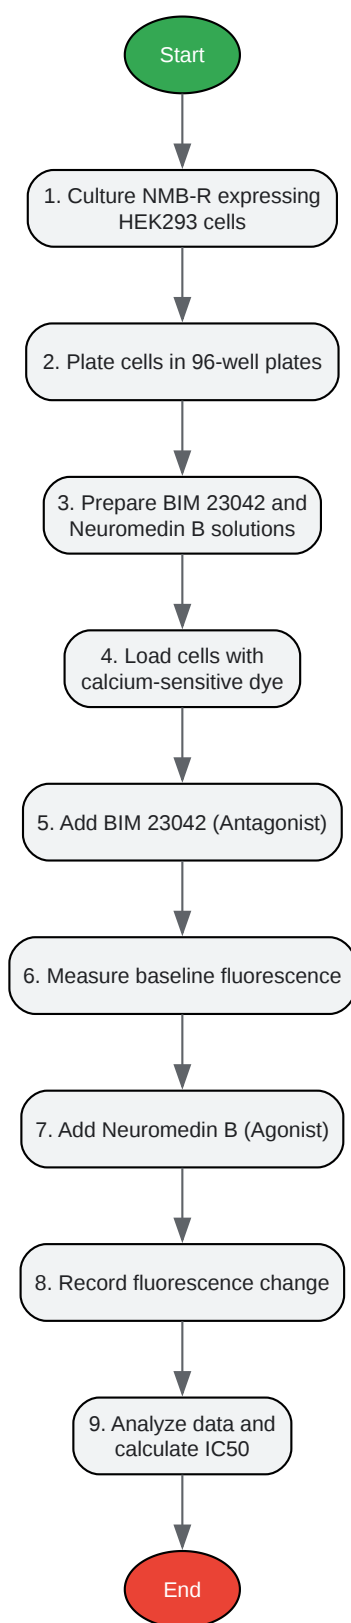 Start
1. Culture NMB-R expressing
HEK293 cells
2. Plate cells in 96-well plates
3. Prepare BIM 23042 and
Neuromedin B solutions
4. Load cells with
calcium-sensitive dye
5. Add BIM 23042 (Antagonist)
6. Measure baseline fluorescence
7. Add Neuromedin B (Agonist)
8. Record fluorescence change
9. Analyze data and
calculate IC50
End